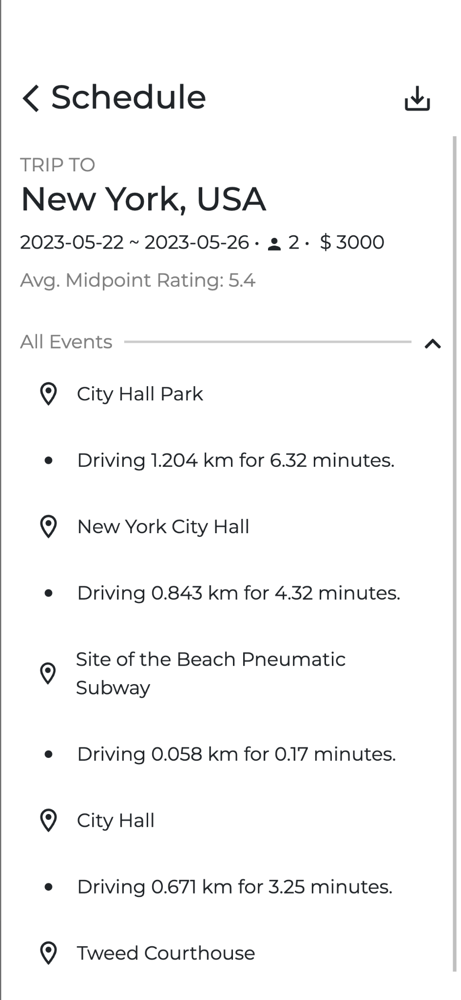 Schedule
TRIP TO
New York, USA
2023-05-22 ~ 2023-05-26 · 2 · $ 3000
Avg. Midpoint Rating: 5.4
All Events
City Hall Park
• Driving 1.204 km for 6.32 minutes.
New York City Hall
• Driving 0.843 km for 4.32 minutes.
Site of the Beach Pneumatic
Subway
• Driving 0.058 km for 0.17 minutes.
City Hall
• Driving 0.671 km for 3.25 minutes.
Tweed Courthouse